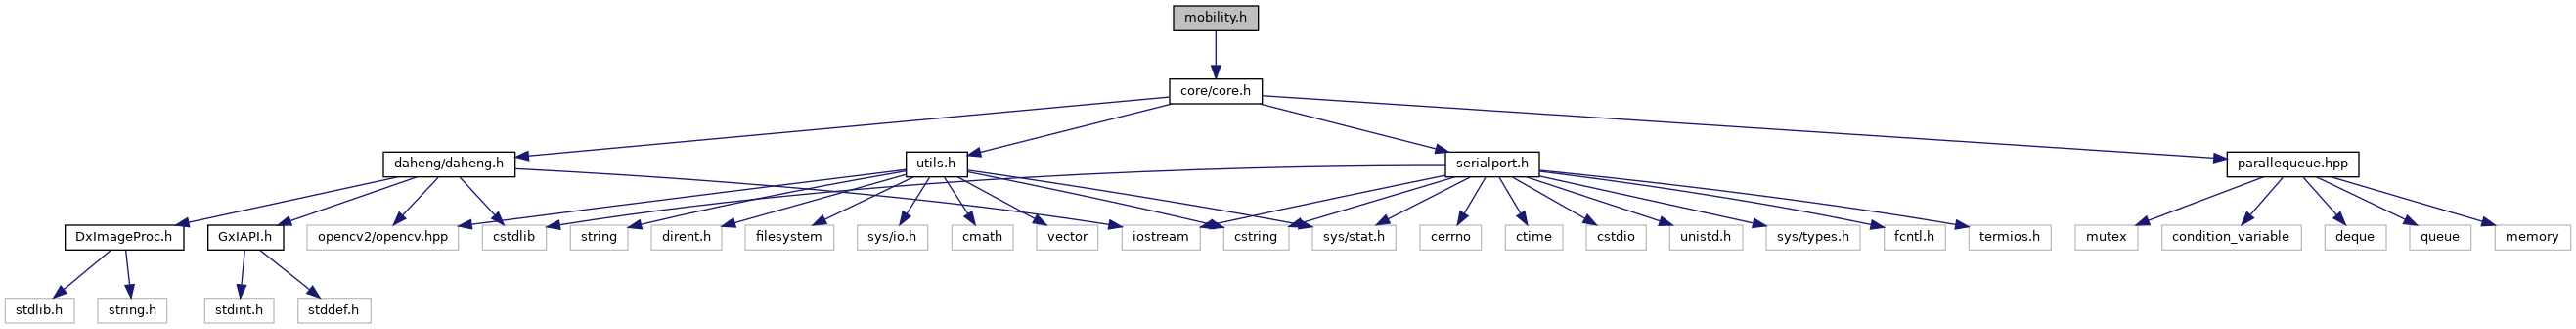 mobility.h
core/core.h
daheng/daheng.h
utils.h
serialport.h
parallequeue.hpp
DxImageProc.h
GxIAPI.h
opencv2/opencv.hpp
cstdlib
string
dirent.h
filesystem
sys/io.h
cmath
vector
iostream
cstring
sys/stat.h
cerrno
ctime
cstdio
unistd.h
sys/types.h
fcntl.h
termios.h
mutex
condition_variable
deque
queue
memory
stdlib.h
string.h
stdint.h
stddef.h